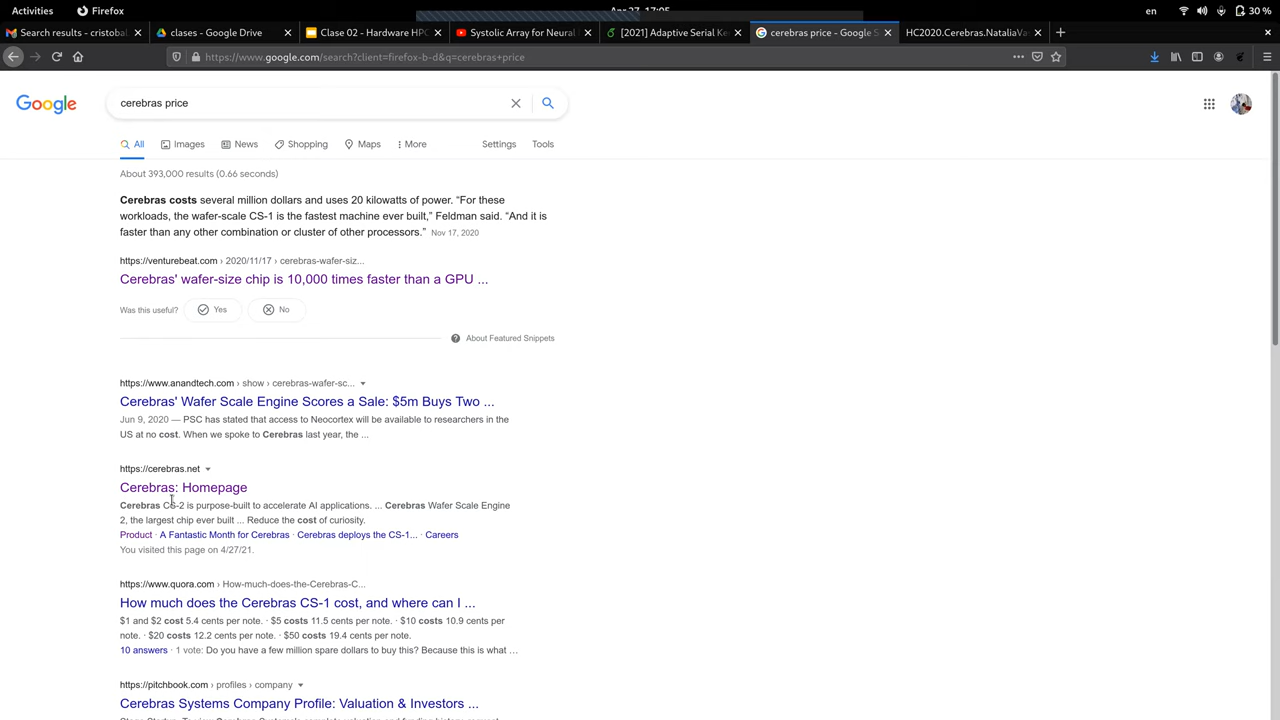 Activities Firefox Apr 27, 17:05 en 30 %
Search results - cristobal clases - Google Drive Class 02 - Hardware HPC Systolic Array for Neural [2021] Adaptive Serial Ke cerebras price - Google S HC2020.Cerebras.NataliaVas
https://www.google.com/search?client=firefox-b-d&q=cerebras+price
Google cerebras price
All Images News Shopping Maps More Settings Tools
About 393,000 results (0.66 seconds)
Cerebras costs several million dollars and uses 20 kilowatts of power. “For these
workloads, the wafer-scale CS-1 is the fastest machine ever built,” Feldman said. “And it is
faster than any other combination or cluster of other processors.” Nov 17, 2020
https://venturebeat.com › 2020/11/17 › cerebras-wafer-siz...
Cerebras' wafer-size chip is 10,000 times faster than a GPU ...
Was this useful? Yes No
About Featured Snippets
https://www.anandtech.com › show › cerebras-wafer-sc...
Cerebras' Wafer Scale Engine Scores a Sale: $5m Buys Two ...
Jun 9, 2020 — PSC has stated that access to Neocortex will be available to researchers in the
US at no cost. When we spoke to Cerebras last year, the ...
https://cerebras.net
Cerebras: Homepage
Cerebras CS-2 is purpose-built to accelerate AI applications. ... Cerebras Wafer Scale Engine
2, the largest chip ever built ... Reduce the cost of curiosity.
Product · A Fantastic Month for Cerebras · Cerebras deploys the CS-1... · Careers
You visited this page on 4/27/21.
https://www.quora.com › How-much-does-the-Cerebras-C...
How much does the Cerebras CS-1 cost, and where can I ...
$1 and $2 cost 5.4 cents per note. · $5 costs 11.5 cents per note. · $10 costs 10.9 cents per
note. · $20 costs 12.2 cents per note. · $50 costs 19.4 cents per note.
10 answers · 1 vote: Do you have a few million spare dollars to buy this? Because this is what ...
https://pitchbook.com › profiles › company
Cerebras Systems Company Profile: Valuation & Investors ...